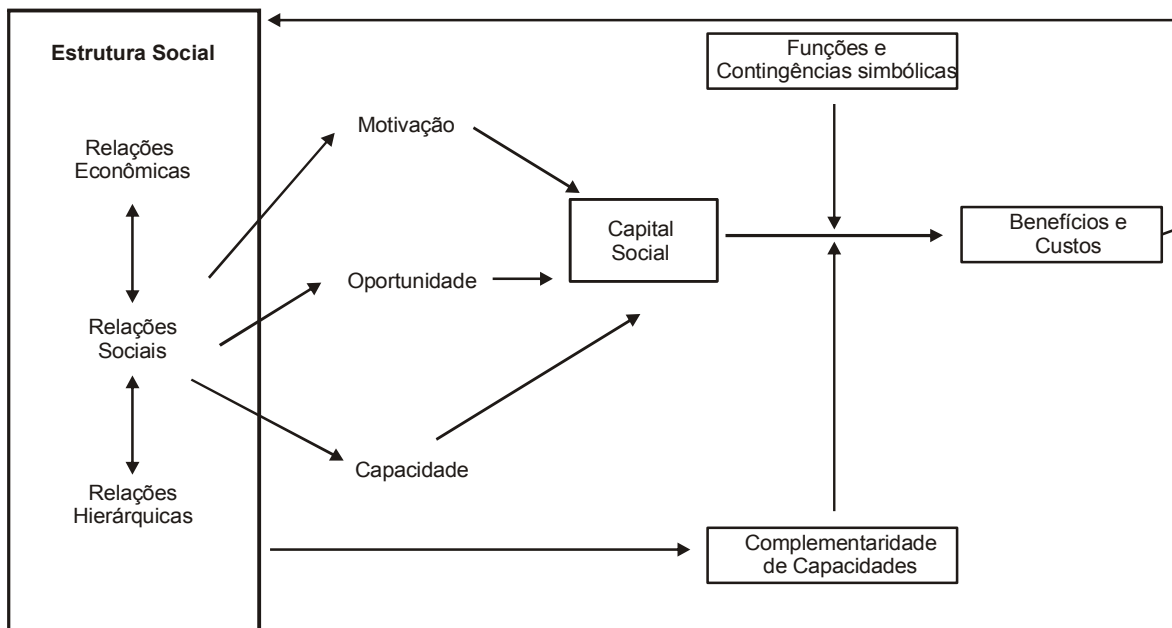 Estrutura Social
Relações
Econômicas
Relações
Sociais
Relações
Hierárquicas
Motivação
Oportunidade
Capacidade
Capital
Social
Funções e
Contingências simbólicas
Complementaridade
de Capacidades
Benefícios e
Custos